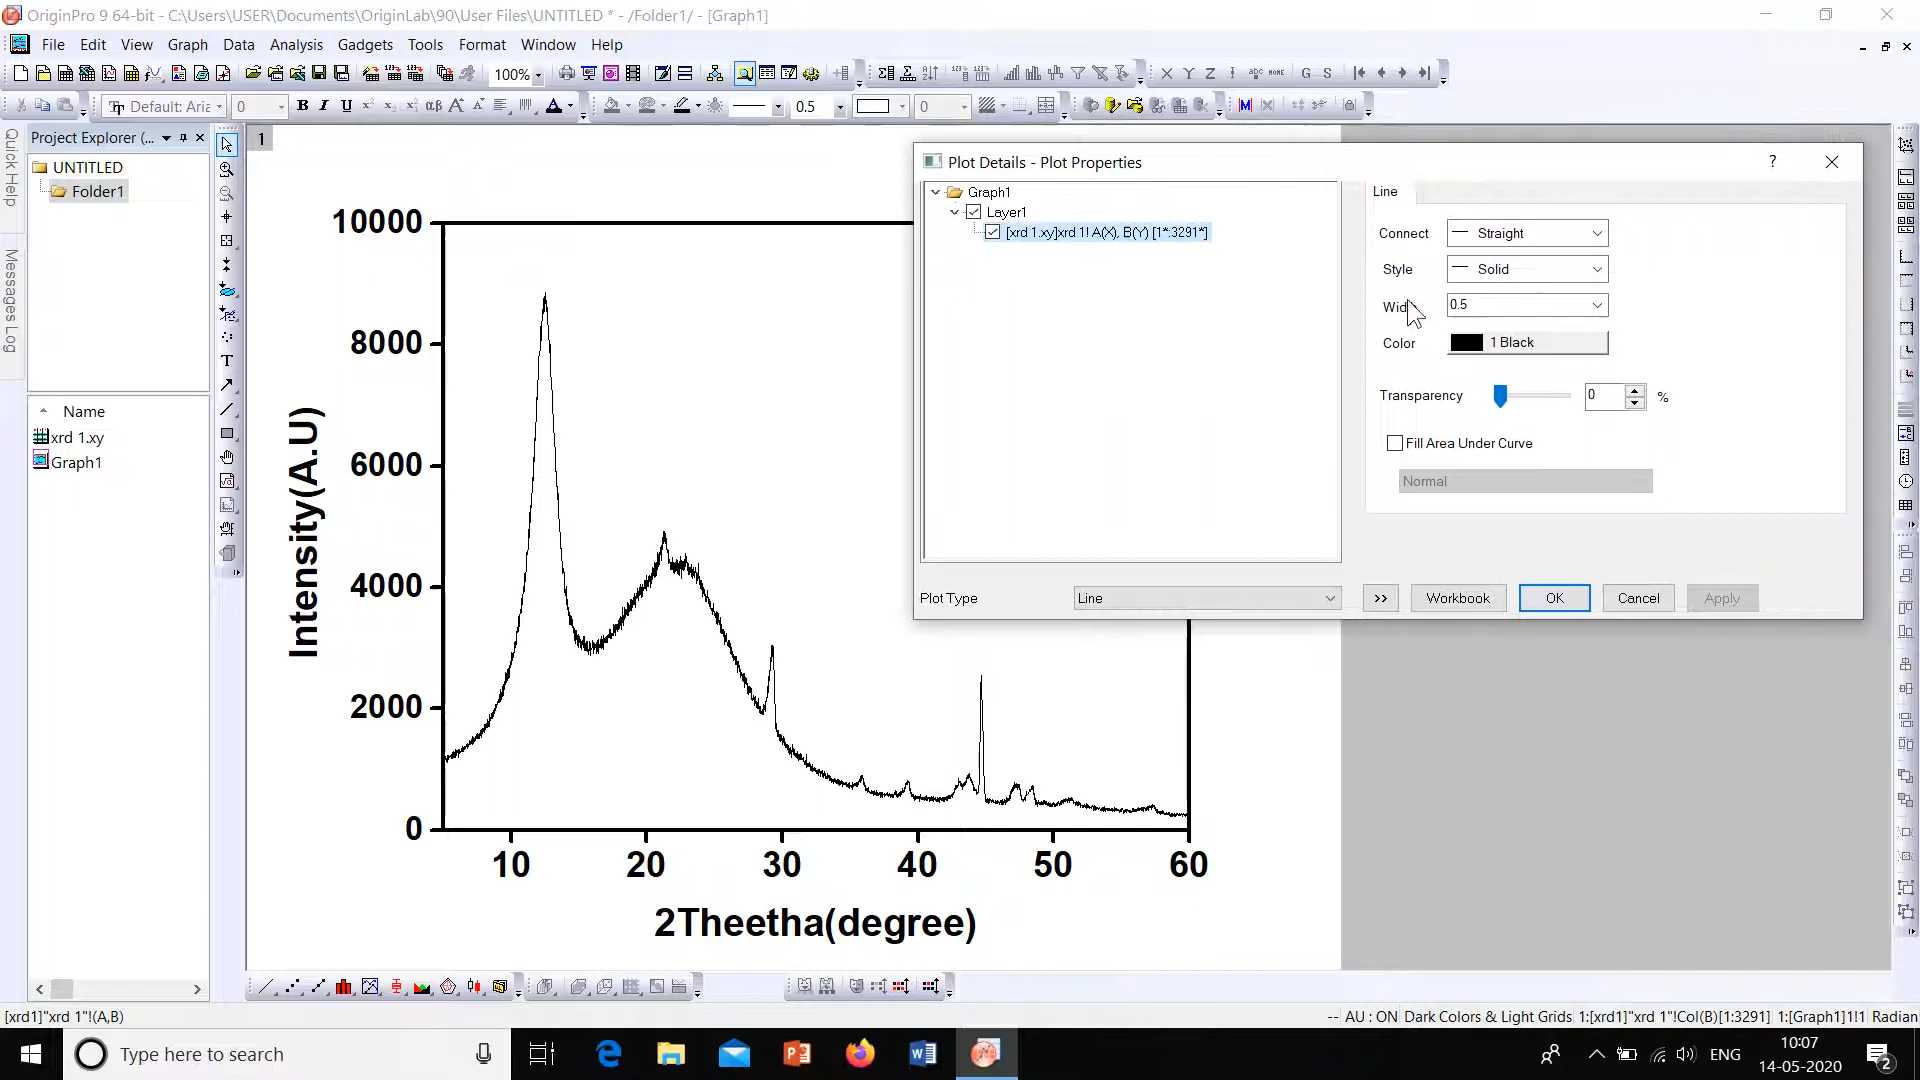 OriginPro 9 64-bit - C:\Users\USER\Documents\OriginLab\90\User Files\UNTITLED * - /Folder1/ - [Graph1]
File Edit View Graph Data Analysis Gadgets Tools Format Window Help
100%
Default: Aria 0 B I U αβ A A A 0.5 0
Quick Help
Messages Log
Project Explorer (...
UNTITLED
Folder1
Name
xrd 1.xy
Graph1
1
10000
8000
6000
4000
2000
0
Intensity(A.U)
10 20 30 40 50 60
2Theetha(degree)
Plot Details - Plot Properties ?
Graph1
Layer1
[xrd 1.xy]xrd 1! A(X), B(Y) [1*:3291*]
Line
Connect Straight
Style Solid
Width 0.5
Color 1 Black
Transparency 0 %
Fill Area Under Curve
Normal
Plot Type Line >> Workbook OK Cancel Apply
[xrd1]"xrd 1"!(A,B)
-- AU : ON Dark Colors & Light Grids 1:[xrd1]"xrd 1"!Col(B)[1:3291] 1:[Graph1]1!1 Radian
Type here to search
ENG
10:07
14-05-2020
2